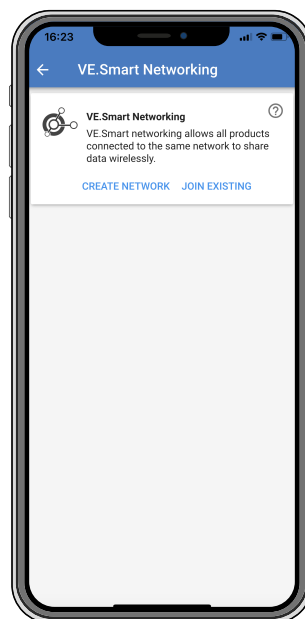 16:23
VE.Smart Networking
VE.Smart Networking
VE.Smart networking allows all products
connected to the same network to share
data wirelessly.
CREATE NETWORK JOIN EXISTING